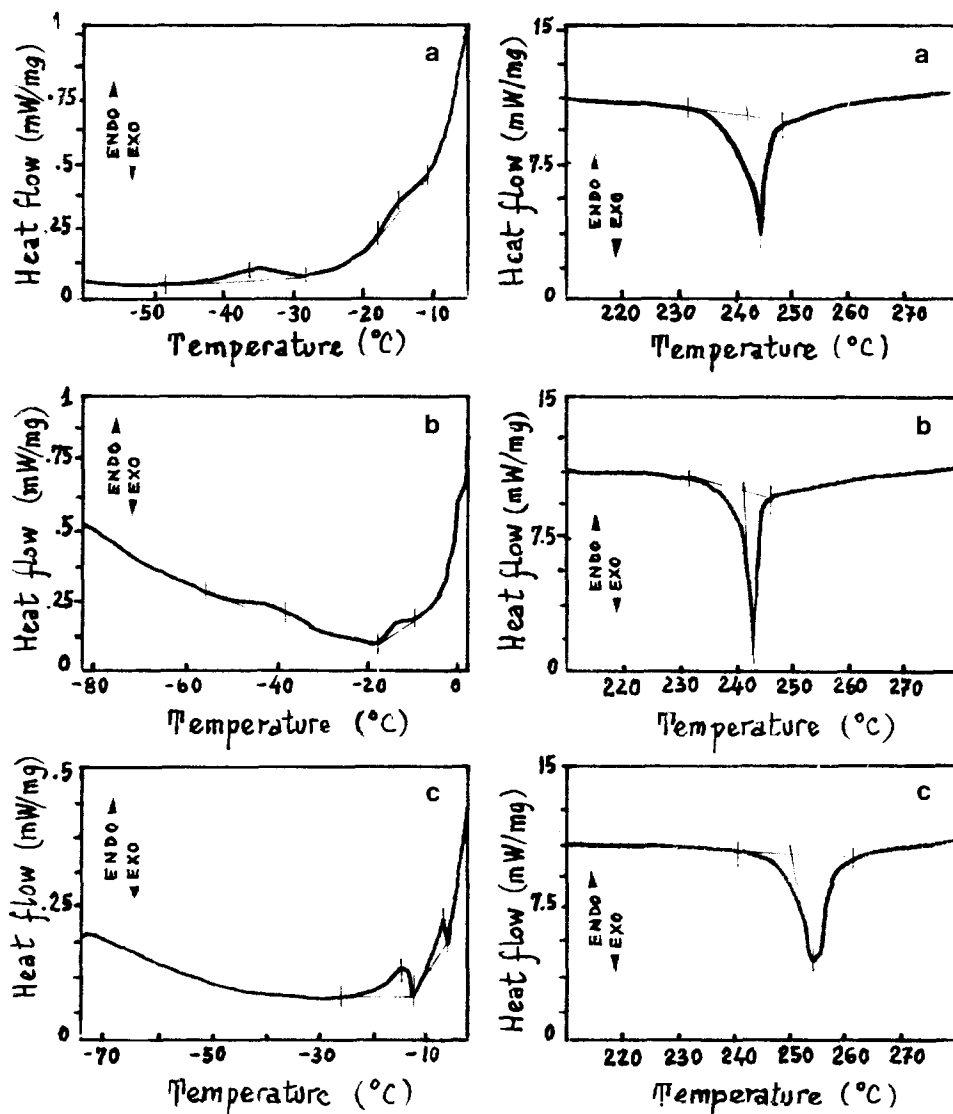 a
Heat flow (mW/mg)
1
.75
.5
.25
0
ENDO
EXO
-50 -40 -30 -20 -10
Temperature (°C)
a
Heat flow (mW/mg)
15
7.5
0
ENDO
EXO
220 230 240 250 260 270
Temperature (°C)
b
Heat flow (mW/mg)
1
.75
.5
.25
0
ENDO
EXO
-80 -60 -40 -20 0
Temperature (°C)
b
Heat flow (mW/mg)
15
7.5
0
ENDO
EXO
220 230 242 250 260 270
Temperature (°C)
c
Heat flow (mW/mg)
.5
.25
0
ENDO
EXO
-70 -50 -30 -10
Temperature (°C)
c
Heat flow (mW/mg)
15
7.5
0
ENDO
EXO
220 230 240 250 260 270
Temperature (°C)